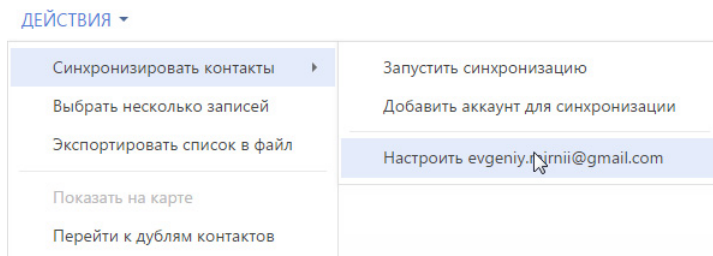 ДЕЙСТВИЯ
Синхронизировать контакты
Выбрать несколько записей
Экспортировать список в файл
Показать на карте
Перейти к дублям контактов
Запустить синхронизацию
Добавить аккаунт для синхронизации
Настроить